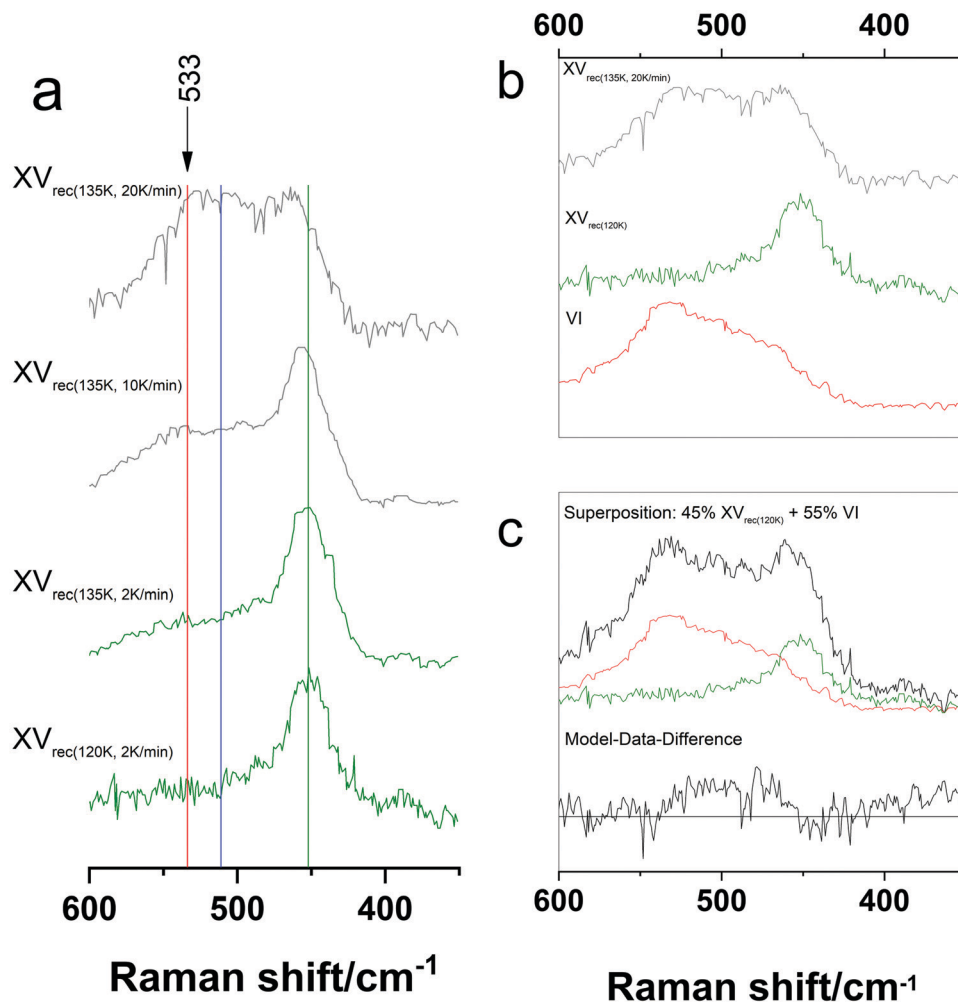 a
533
XVrec(135K, 20K/min)
XVrec(135K, 10K/min)
XVrec(135K, 2K/min)
XVrec(120K, 2K/min)
600 500 400
Raman shift/cm-1
600 500 400
b
XVrec(135K, 20K/min)
XVrec(120K)
VI
c
Superposition: 45% XVrec(120K) + 55% VI
Model-Data-Difference
600 500 400
Raman shift/cm-1